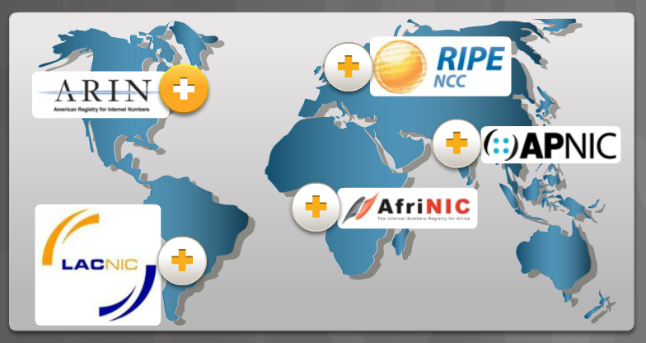 RIPE
NCC
ARIN
American Registry for Internet Numbers
APNIC
AfriNIC
The Internet Numbers Registry for Africa
LACNIC